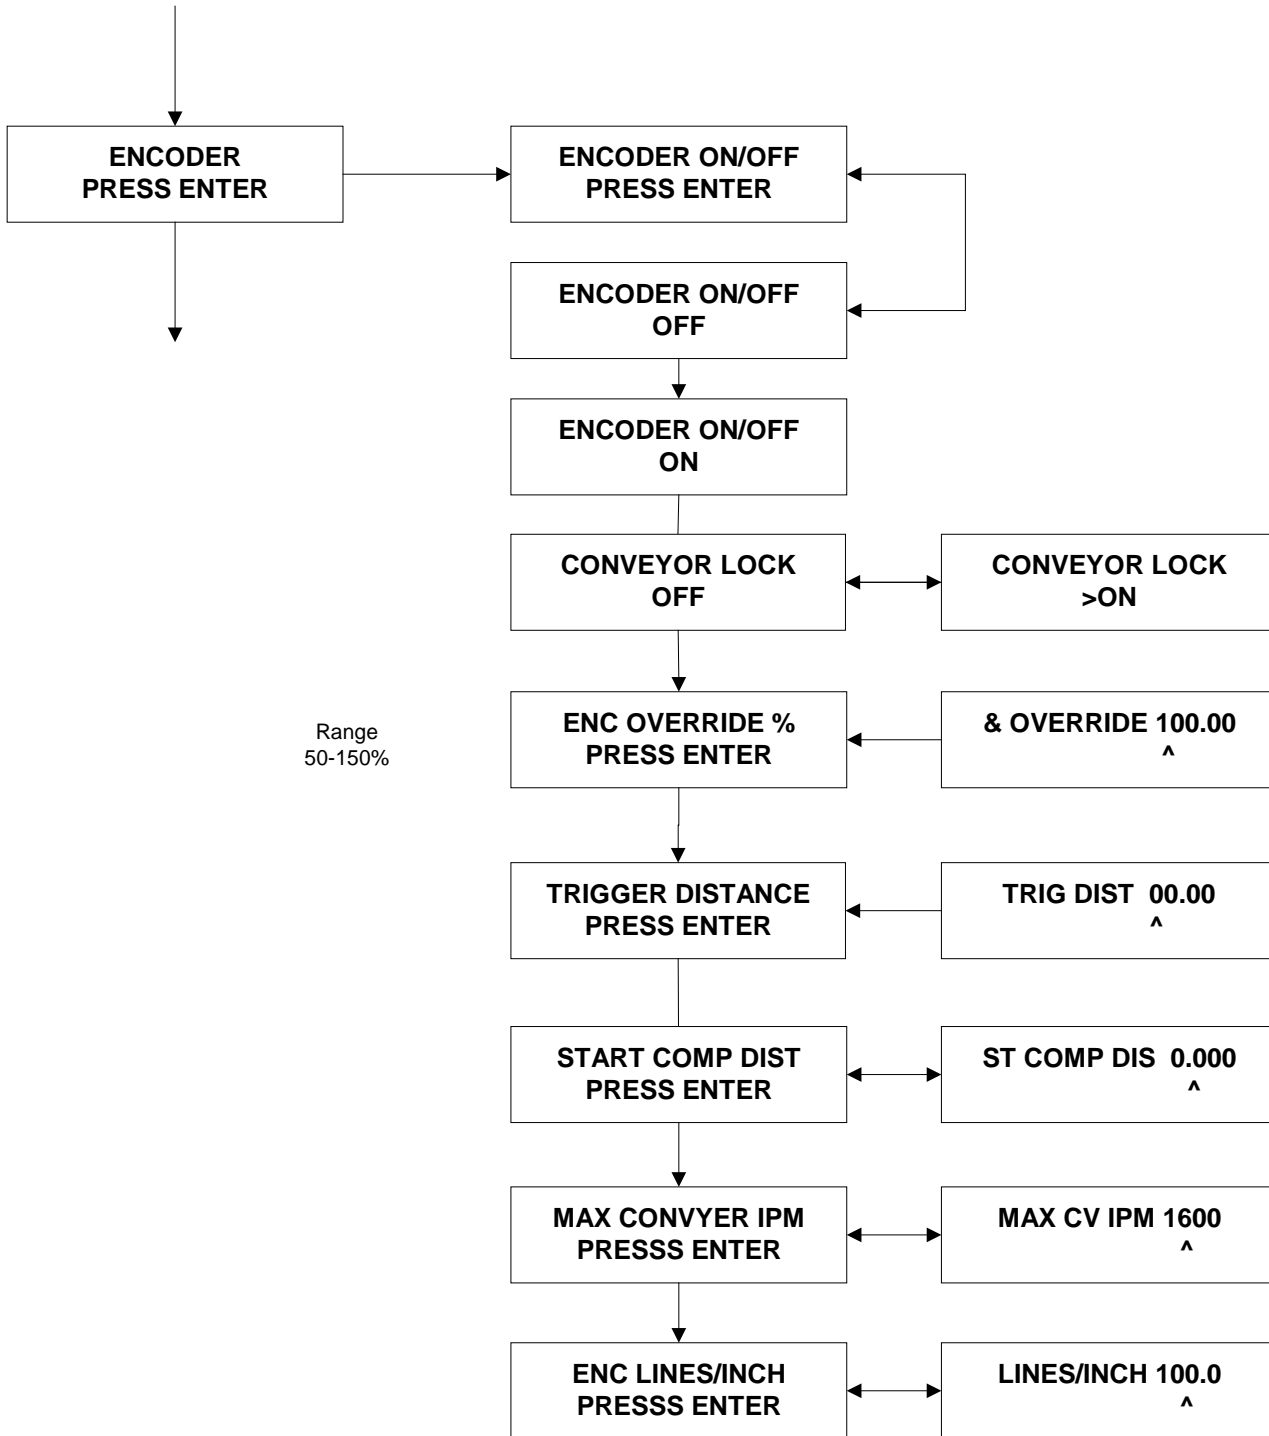 ENCODER
PRESS ENTER
ENCODER ON/OFF
PRESS ENTER
ENCODER ON/OFF
OFF
ENCODER ON/OFF
ON
CONVEYOR LOCK
OFF
CONVEYOR LOCK
>ON
Range
50-150%
ENC OVERRIDE %
PRESS ENTER
& OVERRIDE 100.00
^
TRIGGER DISTANCE
PRESS ENTER
TRIG DIST 00.00
^
START COMP DIST
PRESS ENTER
ST COMP DIS 0.000
^
MAX CONVYER IPM
PRESSS ENTER
MAX CV IPM 1600
^
ENC LINES/INCH
PRESSS ENTER
LINES/INCH 100.0
^